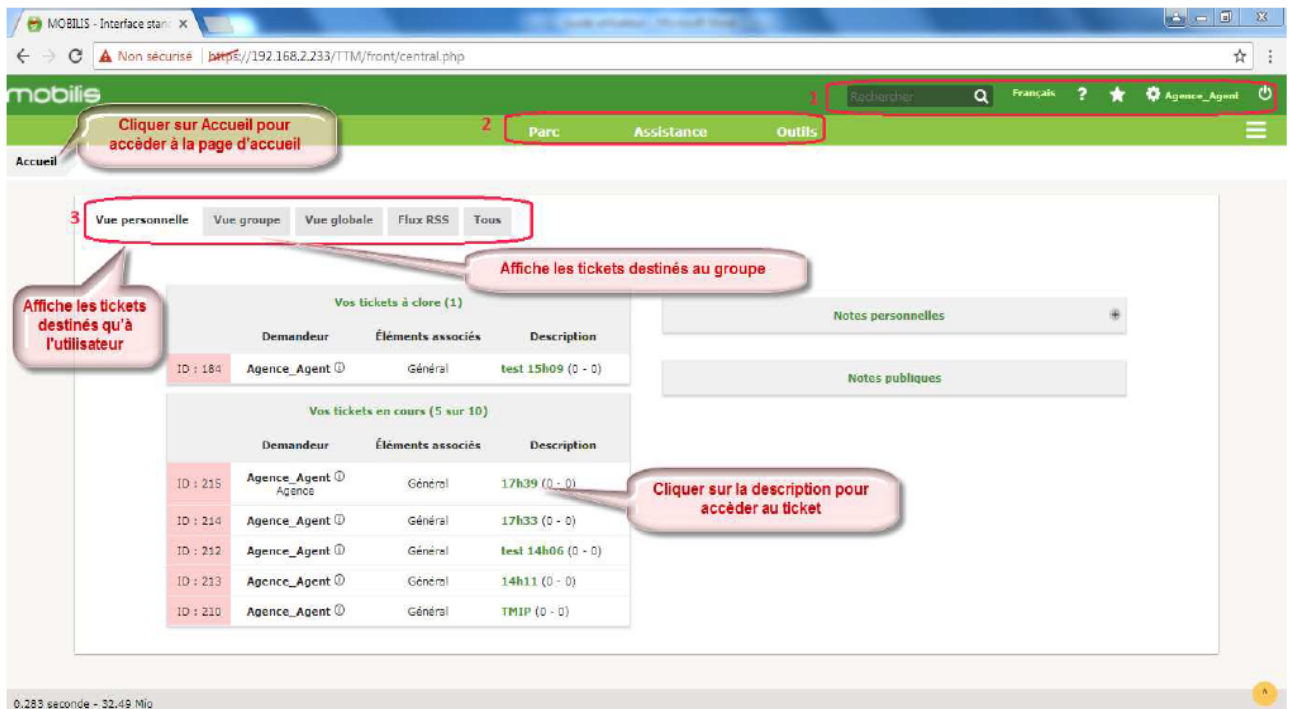 MOBILIS - Interface stan
Non sécurisé https://192.168.2.233/TTM/front/central.php
mobilis
1 Rechercher Français ? Agence_Agent
Cliquer sur Accueil pour
accèder à la page d'accueil
2 Parc Assistance Outils
Accueil
3 Vue personnelle Vue groupe Vue globale Flux RSS Tous
Affiche les tickets destinés au groupe
Affiche les tickets
destinés qu'à
l'utilisateur
Vos tickets à clore (1)
Demandeur Éléments associés Description
ID : 184 Agence_Agent Général test 15h09 (0 - 0)
Notes personnelles
Notes publiques
Vos tickets en cours (5 sur 10)
Demandeur Éléments associés Description
ID : 215 Agence_Agent Général 17h39 (0 - 0)
Agence
Cliquer sur la description pour
accèder au ticket
ID : 214 Agence_Agent Général 17h33 (0 - 0)
ID : 212 Agence_Agent Général test 14h06 (0 - 0)
ID : 213 Agence_Agent Général 14h11 (0 - 0)
ID : 210 Agence_Agent Général TMIP (0 - 0)
0.283 seconde - 32.49 Mio